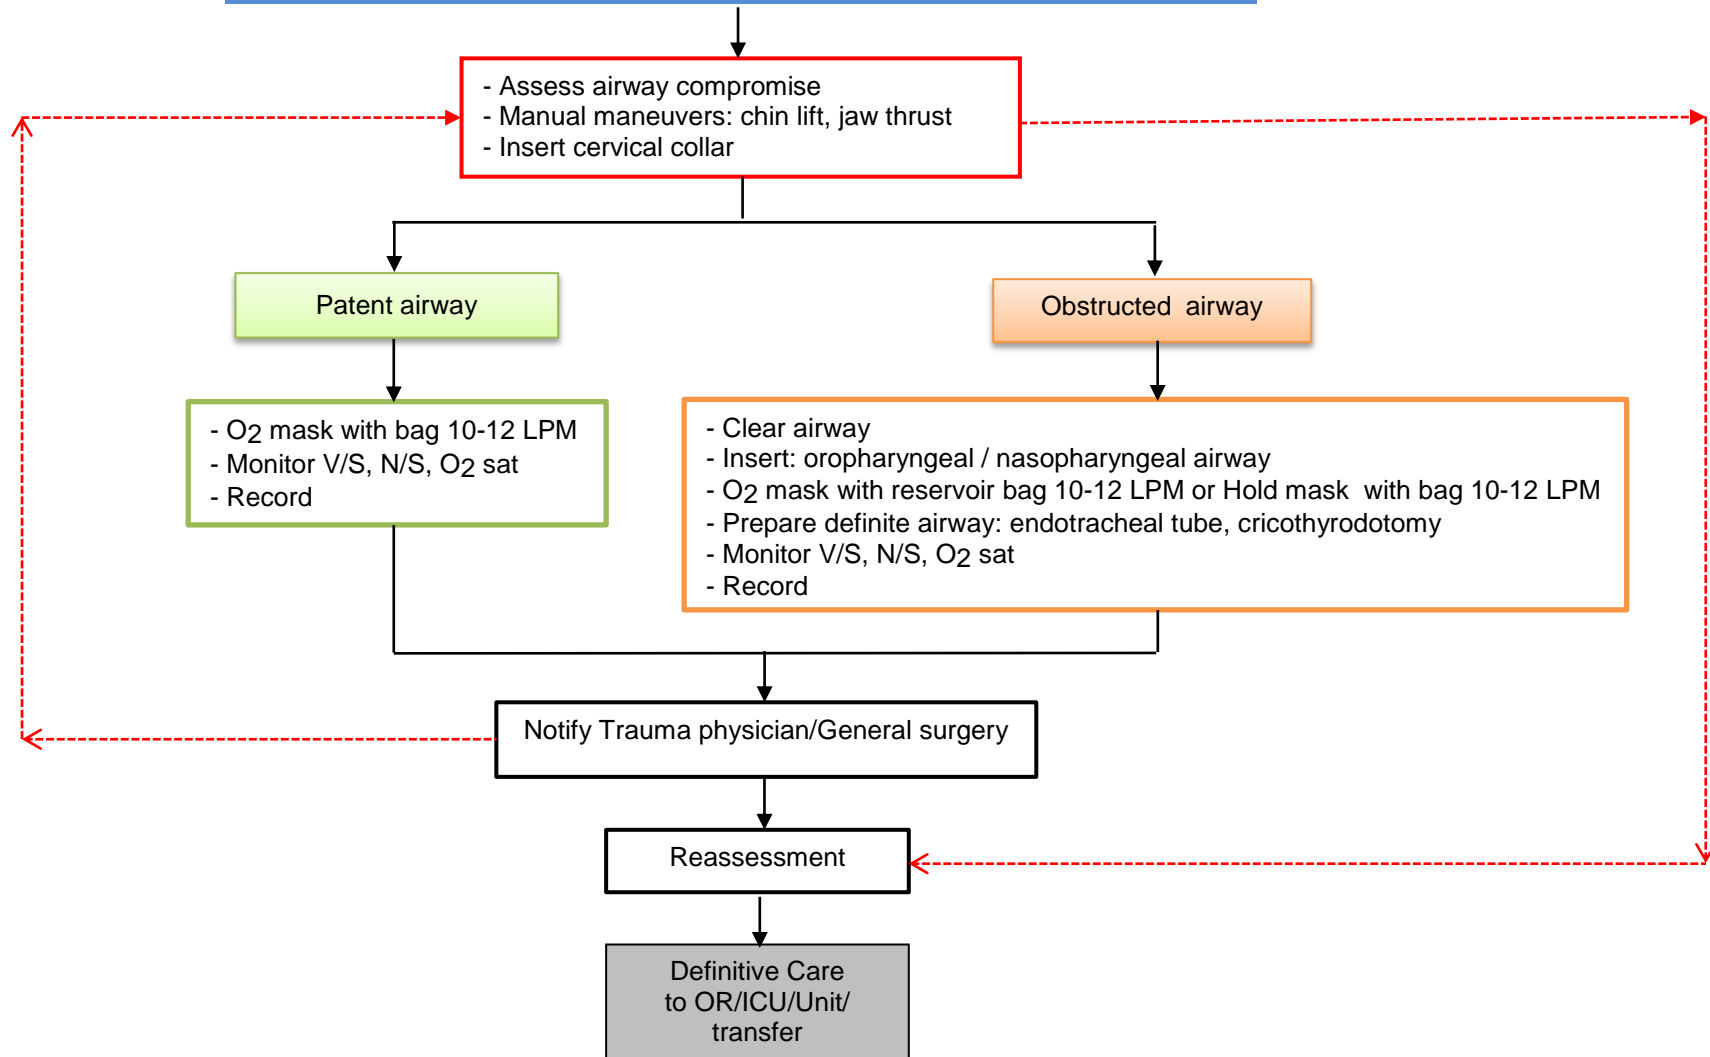 - Assess airway compromise
- Manual maneuvers: chin lift, jaw thrust
- Insert cervical collar
Patent airway
Obstructed  airway
- O2 mask with bag 10-12 LPM
- Monitor V/S, N/S, O2 sat
- Record
- Clear airway
- Insert: oropharyngeal / nasopharyngeal airway
- O2 mask with reservoir bag 10-12 LPM or Hold mask  with bag 10-12 LPM
- Prepare definite airway: endotracheal tube, cricothyrodotomy
- Monitor V/S, N/S, O2 sat
- Record
Notify Trauma physician/General surgery
Reassessment
Definitive Care
to OR/ICU/Unit/
transfer